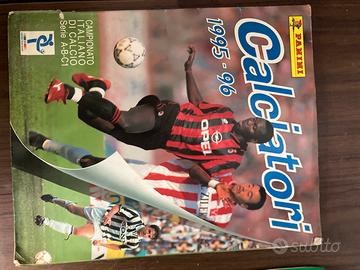 PANINI
Calciatori
1995-96
CAMPIONATO
ITALIANO
DI CALCIO
Serie A-B-C1
OPEL
subito